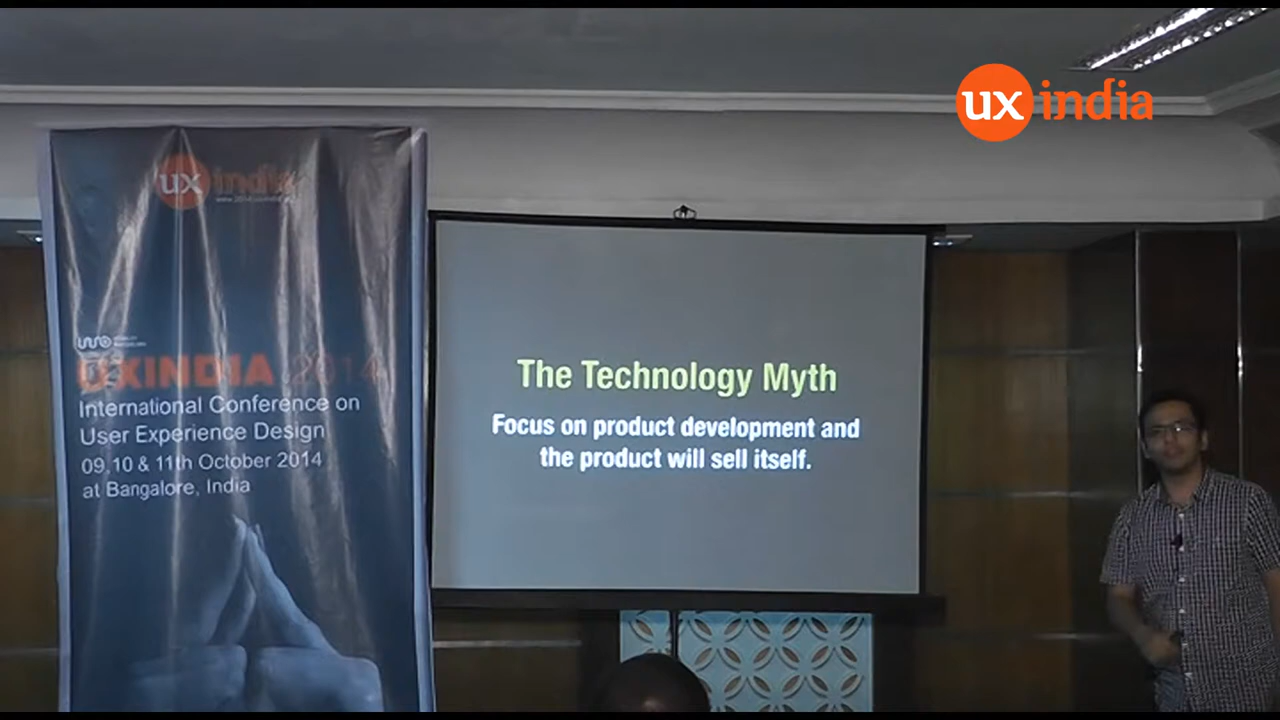 ux india
ux india
UXINDIA 2014
International Conference on
User Experience Design
09,10 & 11th October 2014
at Bangalore, India
The Technology Myth
Focus on product development and
the product will sell itself.